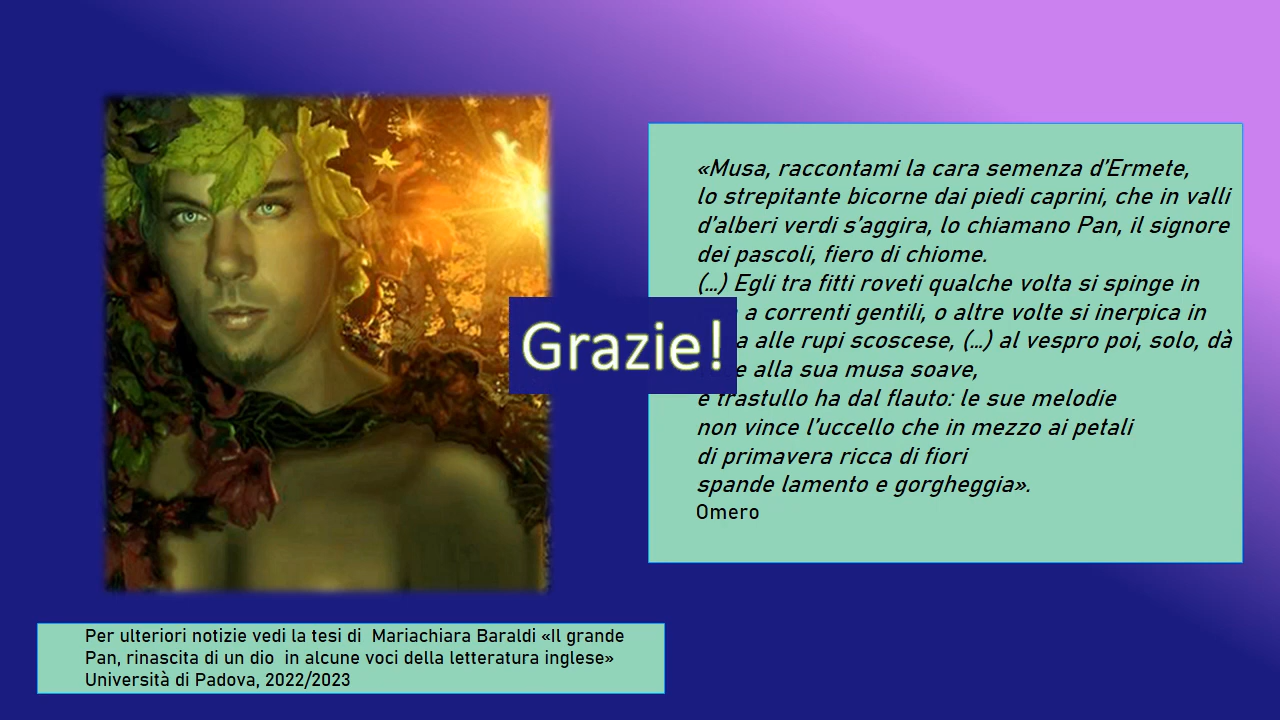 «Musa, raccontami la cara semenza d'Ermete,
lo strepitante bicorne dai piedi caprini, che in valli
d'alberi verdi s'aggira, lo chiamano Pan, il signore
dei pascoli, fiero di chiome.
(...) Egli tra fitti roveti qualche volta si spinge in
a correnti gentili, o altre volte si inerpica in
alle rupi scoscese, (...) al vespro poi, solo, dà
alla sua musa soave,
e trastullo ha dal flauto: le sue melodie
non vince l'uccello che in mezzo ai petali
di primavera ricca di fiori
spande lamento e gorgheggia».
Omero
Grazie!
Per ulteriori notizie vedi la tesi di  Mariachiara Baraldi «Il grande
Pan, rinascita di un dio  in alcune voci della letteratura inglese»
Università di Padova, 2022/2023